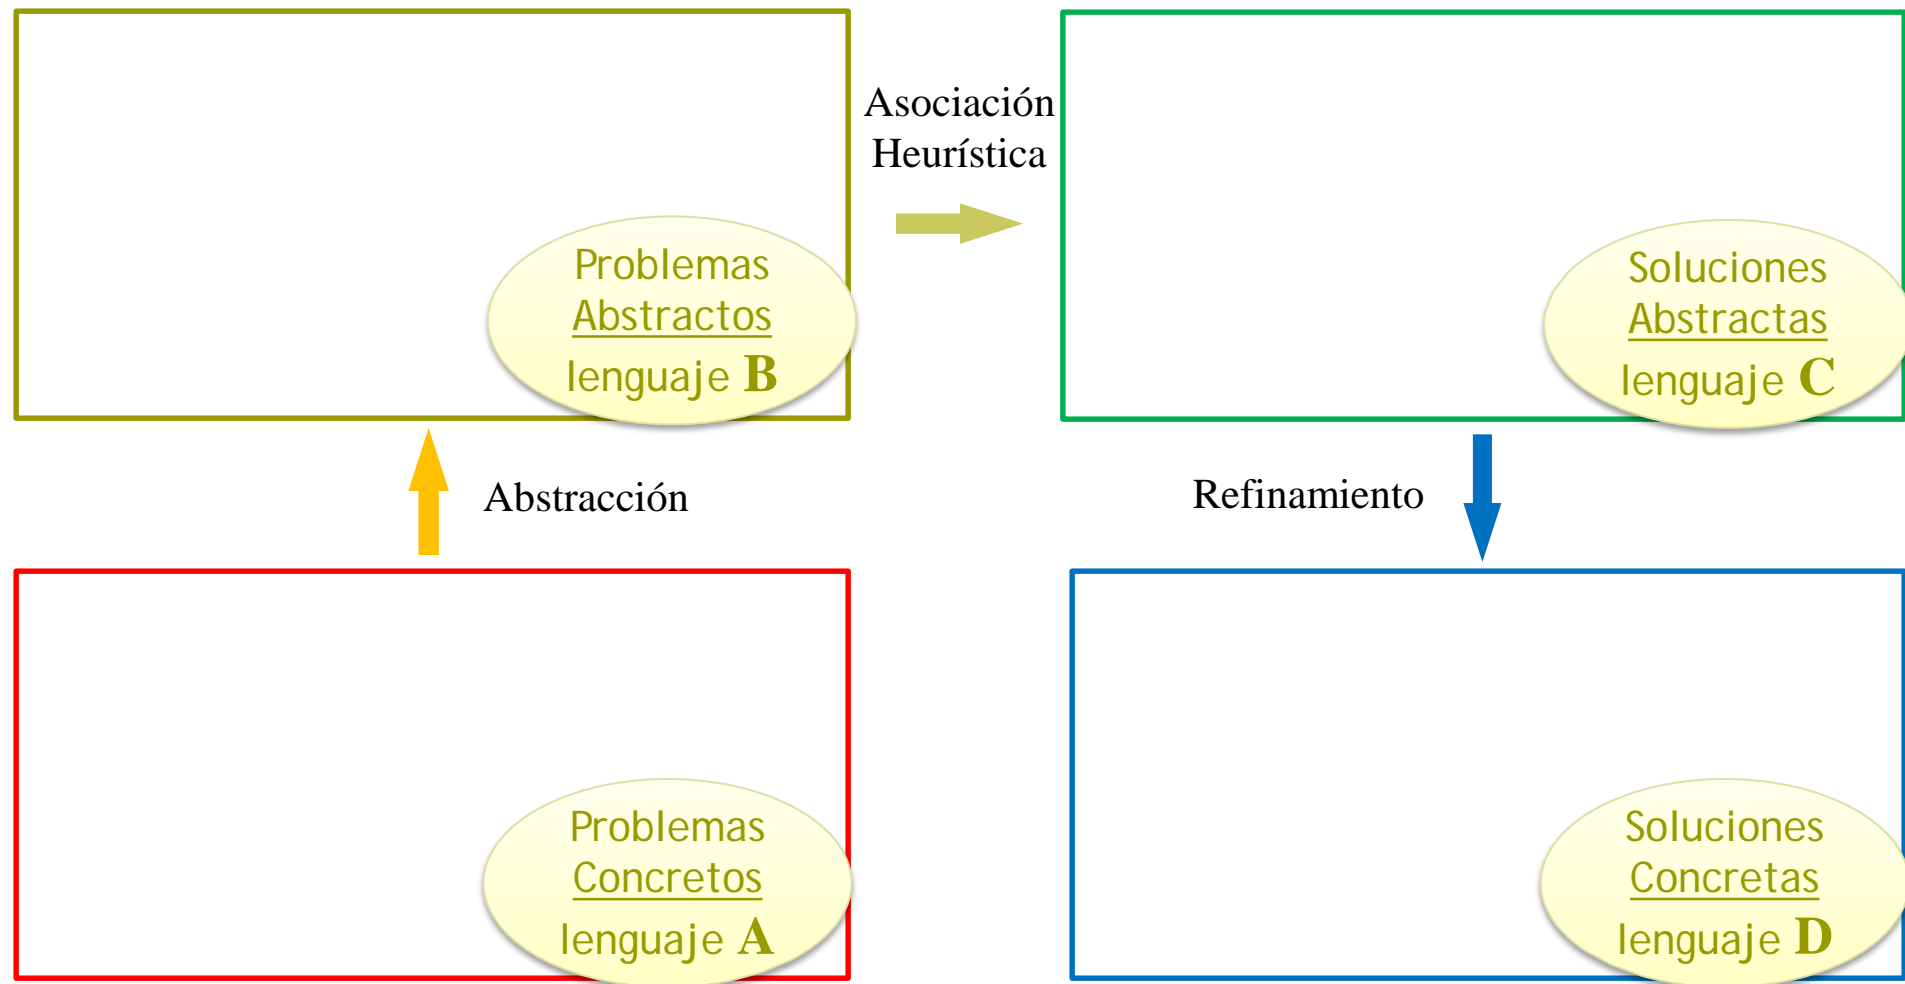 Asociación
Heurística
Problemas
Abstractos
lenguaje B
Soluciones
Abstractas
lenguaje C
Abstracción
Refinamiento
Problemas
Concretos
lenguaje A
Soluciones
Concretas
lenguaje D